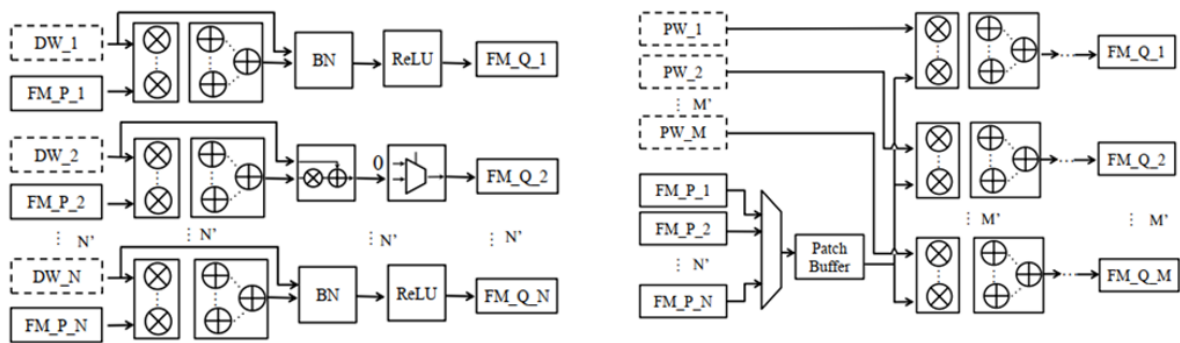 DW_1
FM_P_1
BN
ReLU
FM_Q_1
DW_2
FM_P_2
0
FM_Q_2
⋮ N'
⋮ N'
⋮ N'
⋮ N'
DW_N
FM_P_N
BN
ReLU
FM_Q_N
PW_1
PW_2
⋮ M'
PW_M
FM_P_1
FM_P_2
⋮ N'
FM_P_N
Patch
Buffer
FM_Q_1
FM_Q_2
⋮ M'
⋮ M'
FM_Q_M